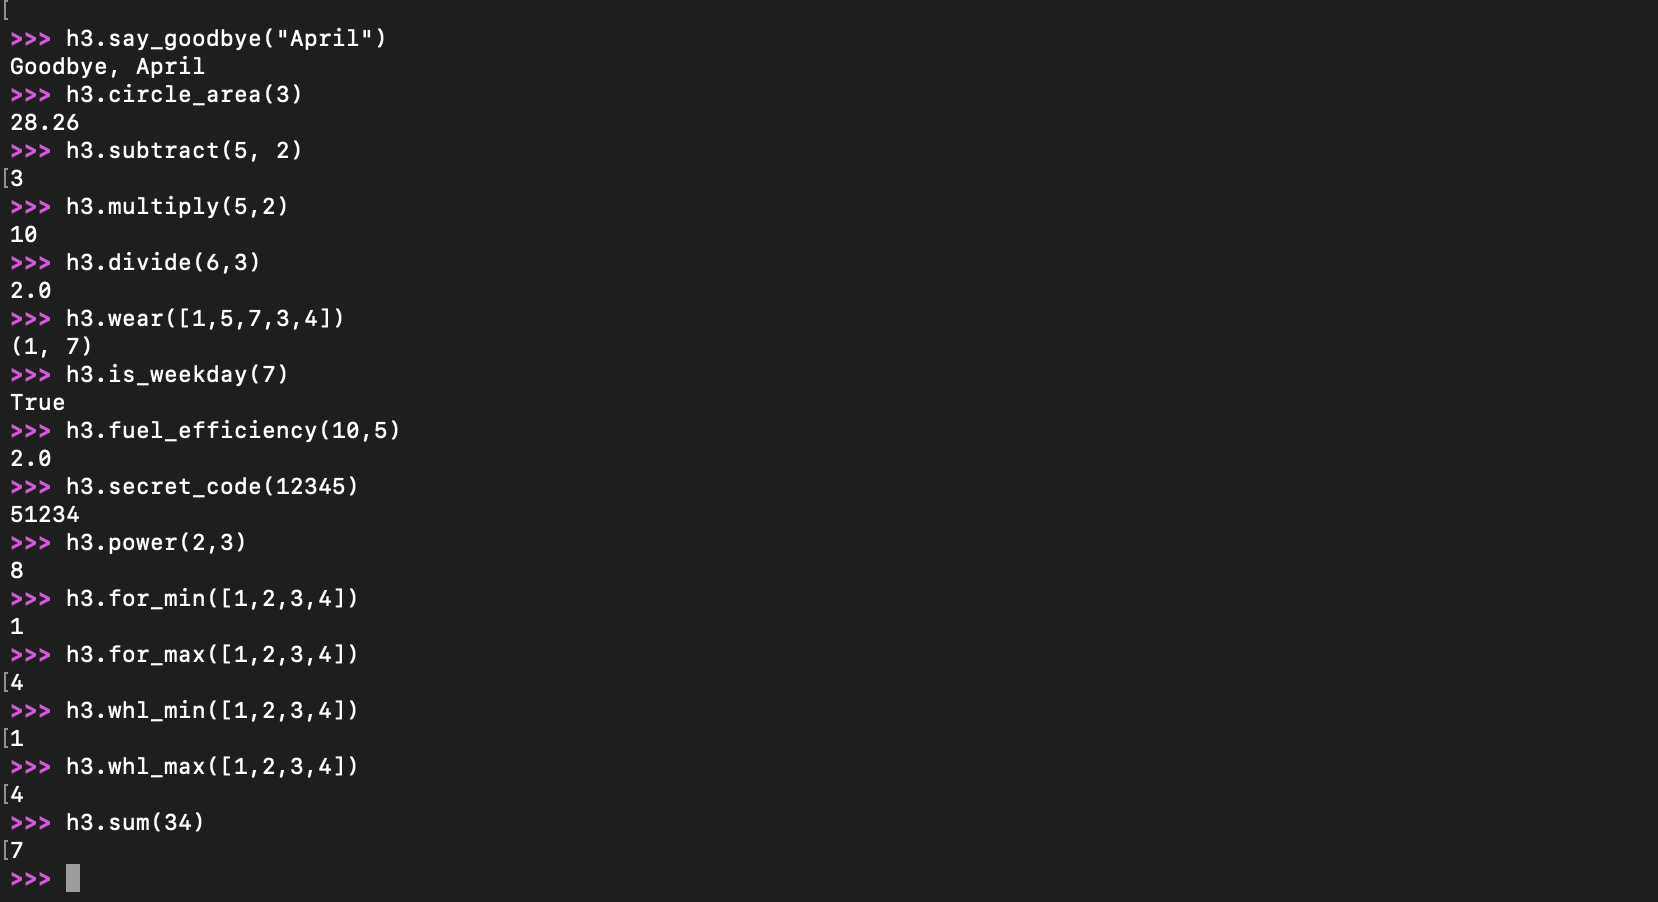 [
>>> h3.say_goodbye("April")
Goodbye, April
>>> h3.circle_area(3)
28.26
>>> h3.subtract(5, 2)
[3
>>> h3.multiply(5,2)
10
>>> h3.divide(6,3)
2.0
>>> h3.wear([1,5,7,3,4])
(1, 7)
>>> h3.is_weekday(7)
True
>>> h3.fuel_efficiency(10,5)
2.0
>>> h3.secret_code(12345)
51234
>>> h3.power(2,3)
8
>>> h3.for_min([1,2,3,4])
1
>>> h3.for_max([1,2,3,4])
[4
>>> h3.whl_min([1,2,3,4])
[1
>>> h3.whl_max([1,2,3,4])
[4
>>> h3.sum(34)
[7
>>>